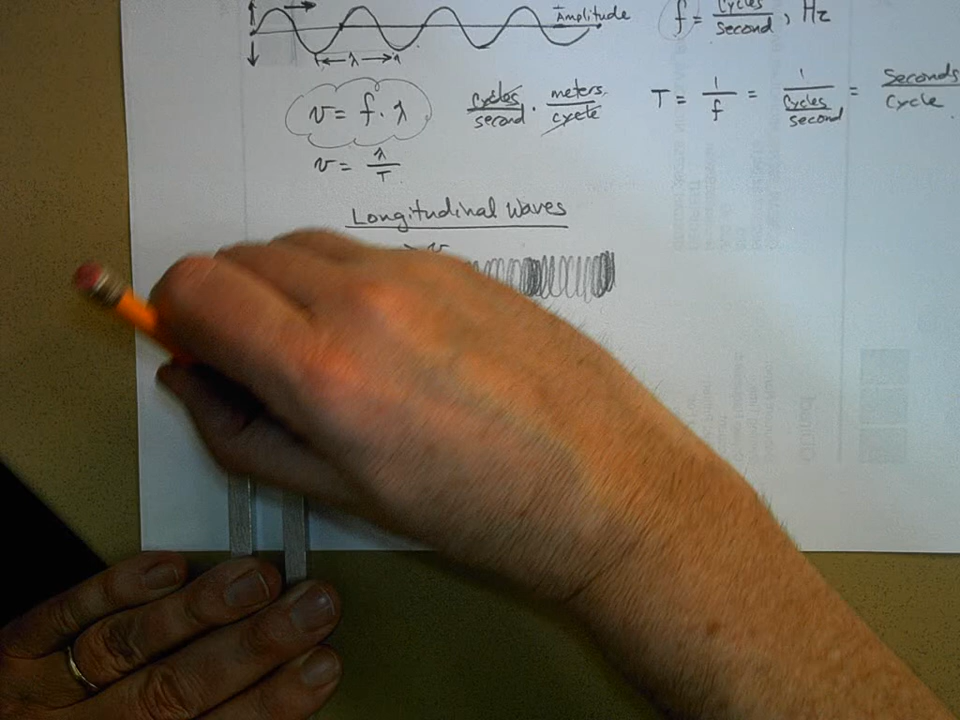 Amplitude
f = cycles/second, Hz
λ
v = f · λ
cycles/second · meters/cycle
T = 1/f = 1/(cycles/second) = seconds/cycle
v = λ/T
Longitudinal Waves
v